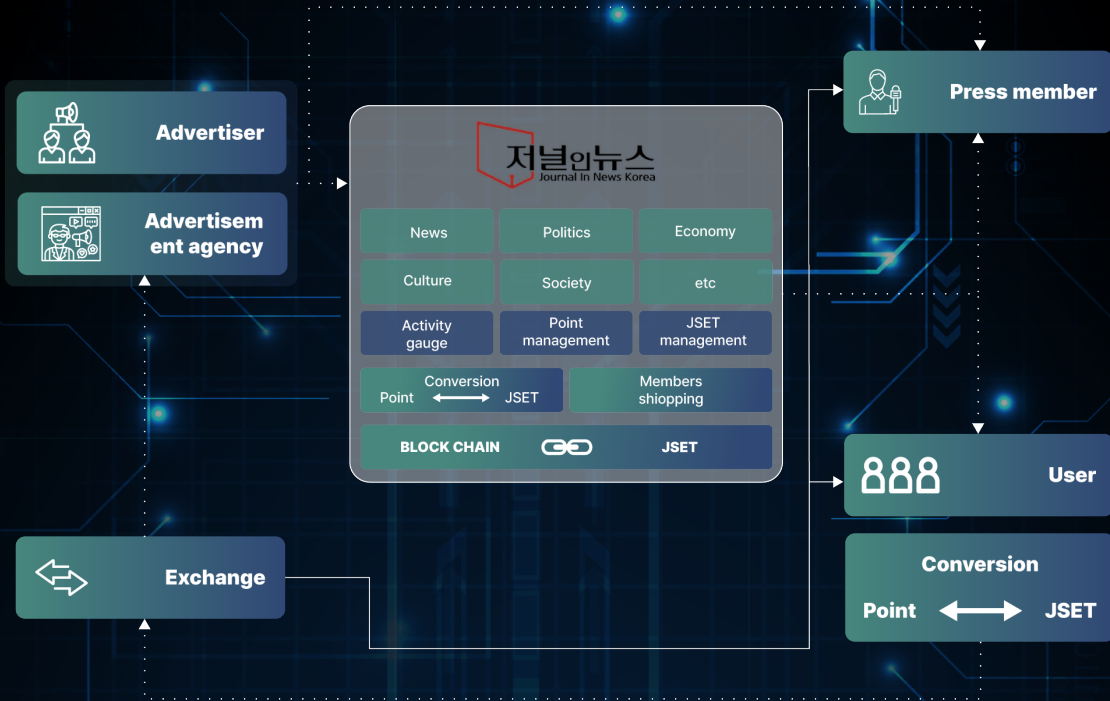 Advertiser
Advertisem
ent agency
저널인뉴스
Journal In News Korea
News
Politics
Economy
Culture
Society
etc
Activity
gauge
Point
management
JSET
management
Conversion
Point JSET
Members
shiopping
BLOCK CHAIN JSET
Exchange
Press member
User
Conversion
Point JSET